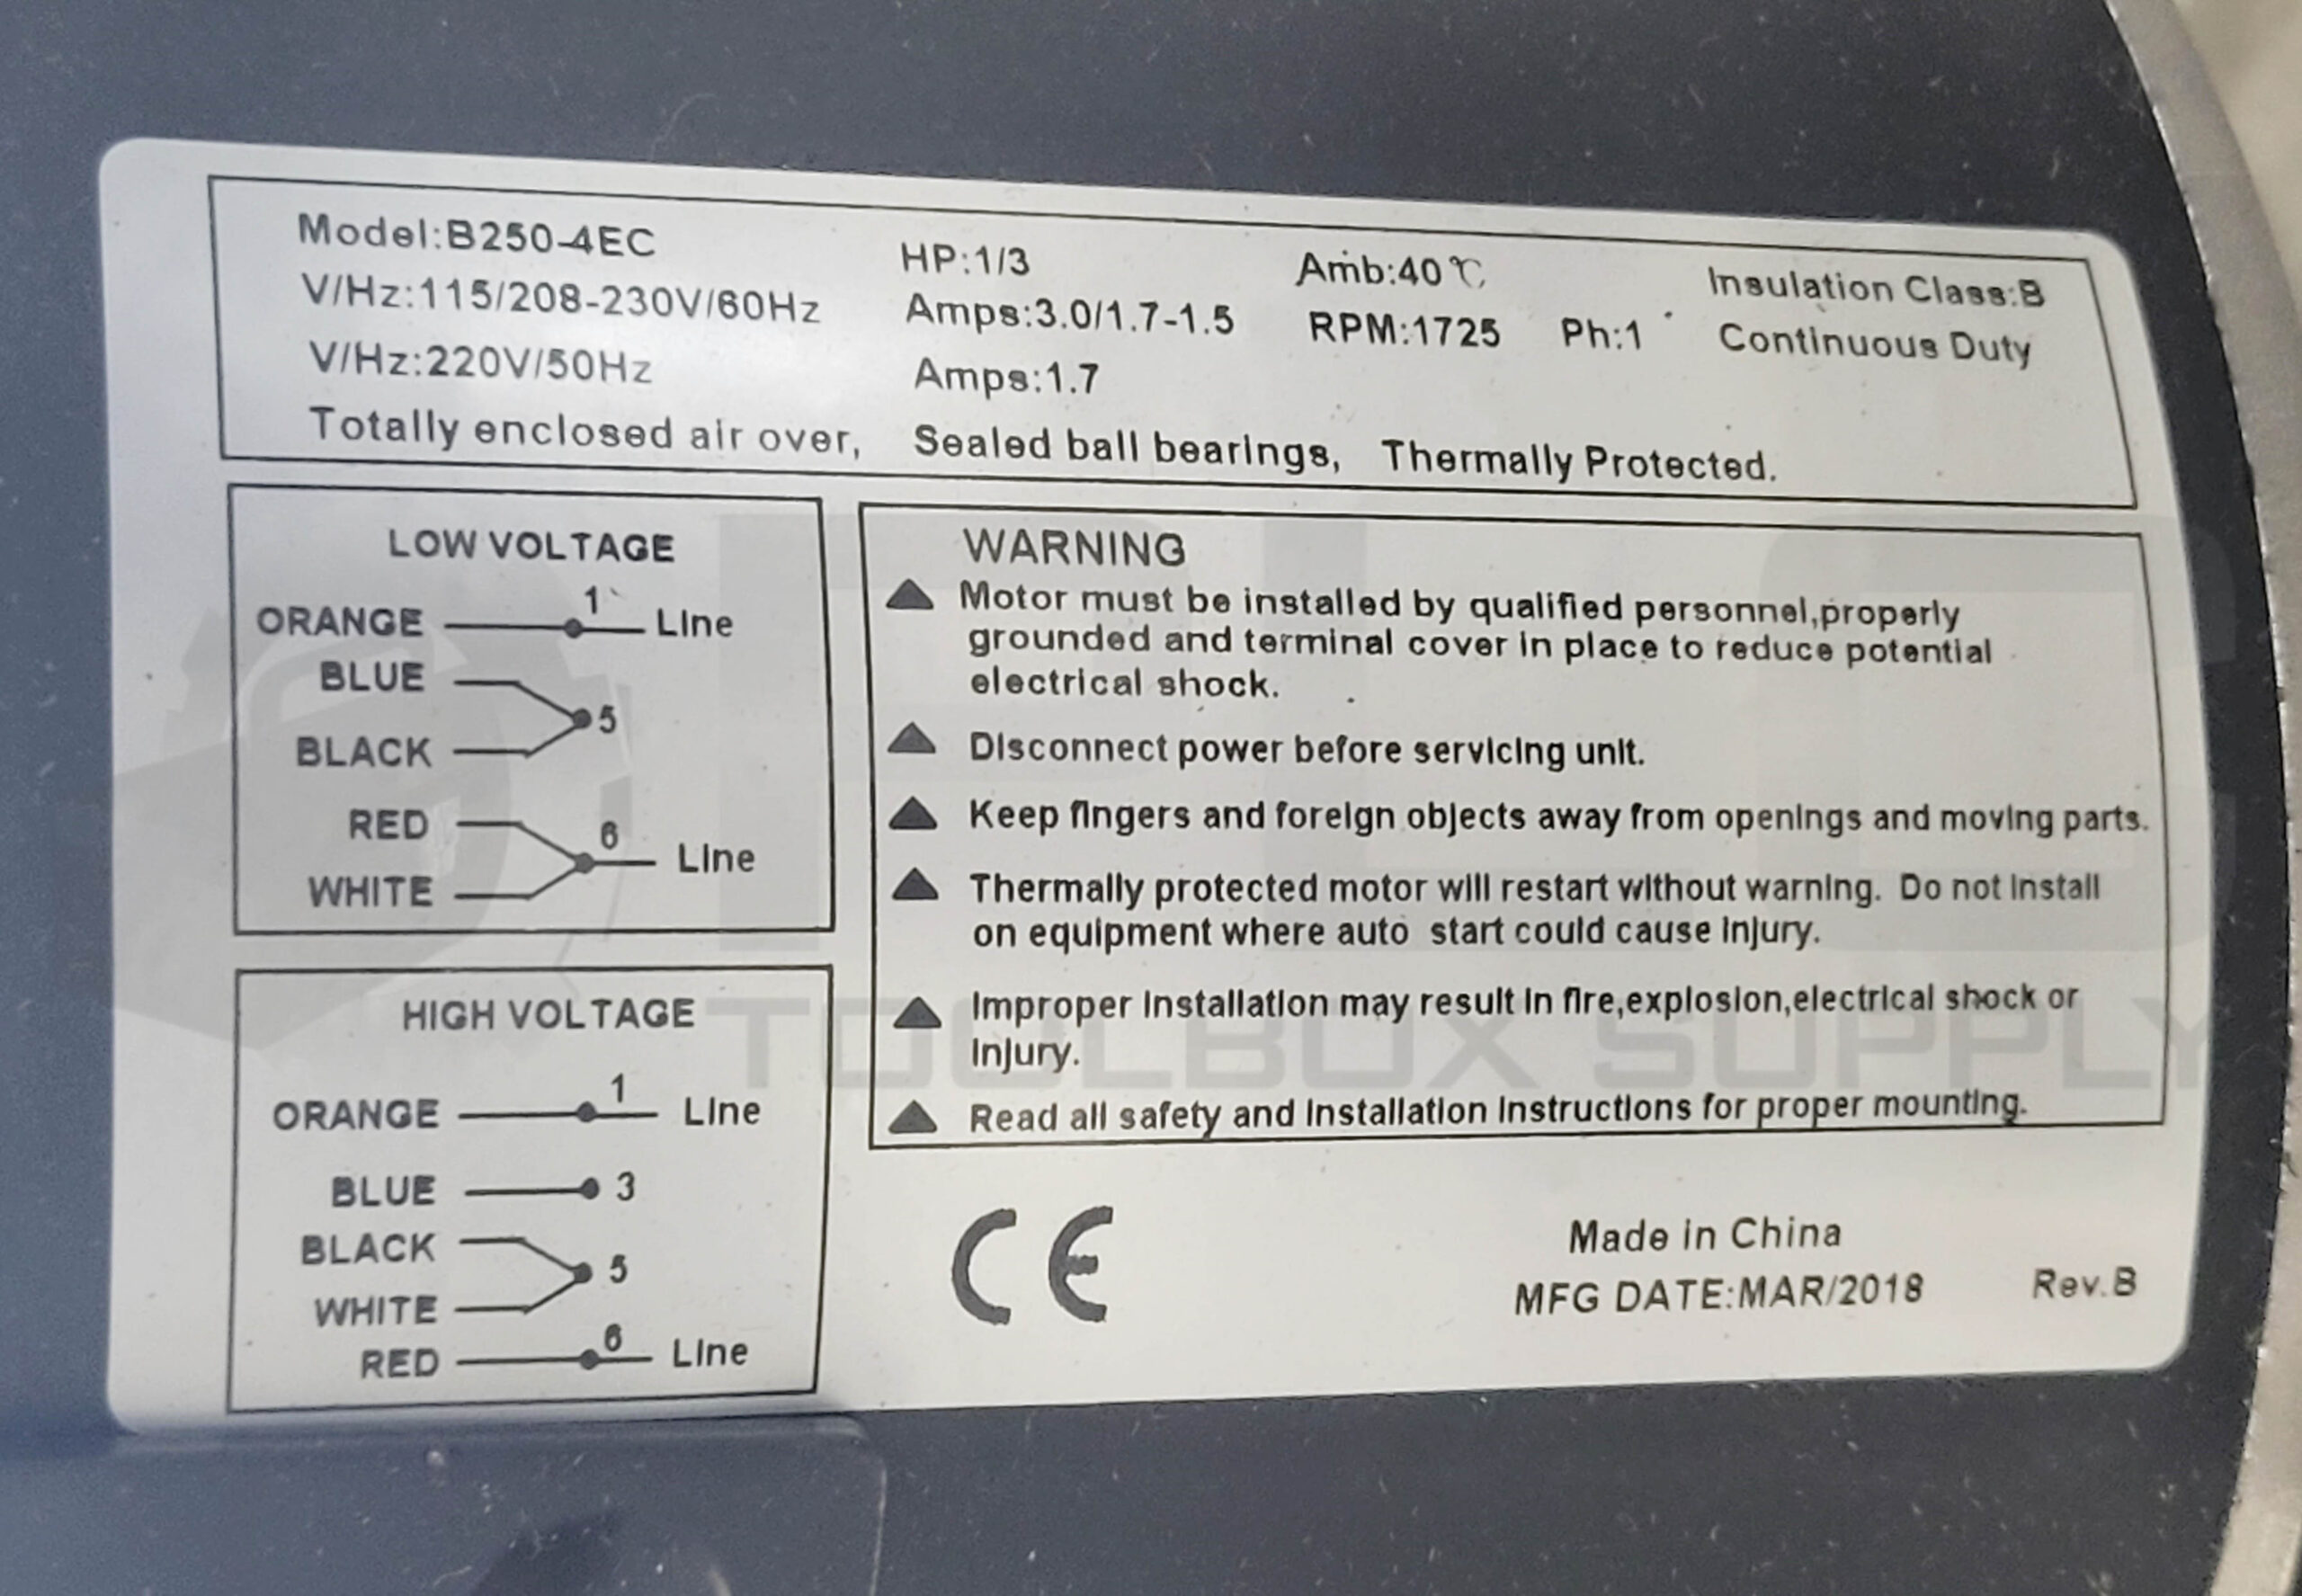 Model:B250-4EC HP:1/3 Amb:40℃ Insulation Class:B
V/Hz:115/208-230V/60Hz Amps:3.0/1.7-1.5 RPM:1725 Ph:1 Continuous Duty
V/Hz:220V/50Hz Amps:1.7
Totally enclosed air over, Sealed ball bearings, Thermally Protected.
LOW VOLTAGE
ORANGE 1 Line
BLUE
5
BLACK
RED
6 Line
WHITE
HIGH VOLTAGE
ORANGE 1 Line
BLUE 3
BLACK
5
WHITE
RED 6 Line
WARNING
Motor must be installed by qualified personnel,properly
grounded and terminal cover in place to reduce potential
electrical shock.
Disconnect power before servicing unit.
Keep fingers and foreign objects away from openings and moving parts.
Thermally protected motor will restart without warning. Do not install
on equipment where auto start could cause injury.
Improper installation may result in fire,explosion,electrical shock or
injury.
Read all safety and installation instructions for proper mounting.
CE
Made in China
MFG DATE:MAR/2018 Rev.B
PLC
TOOLBOX SUPPLY